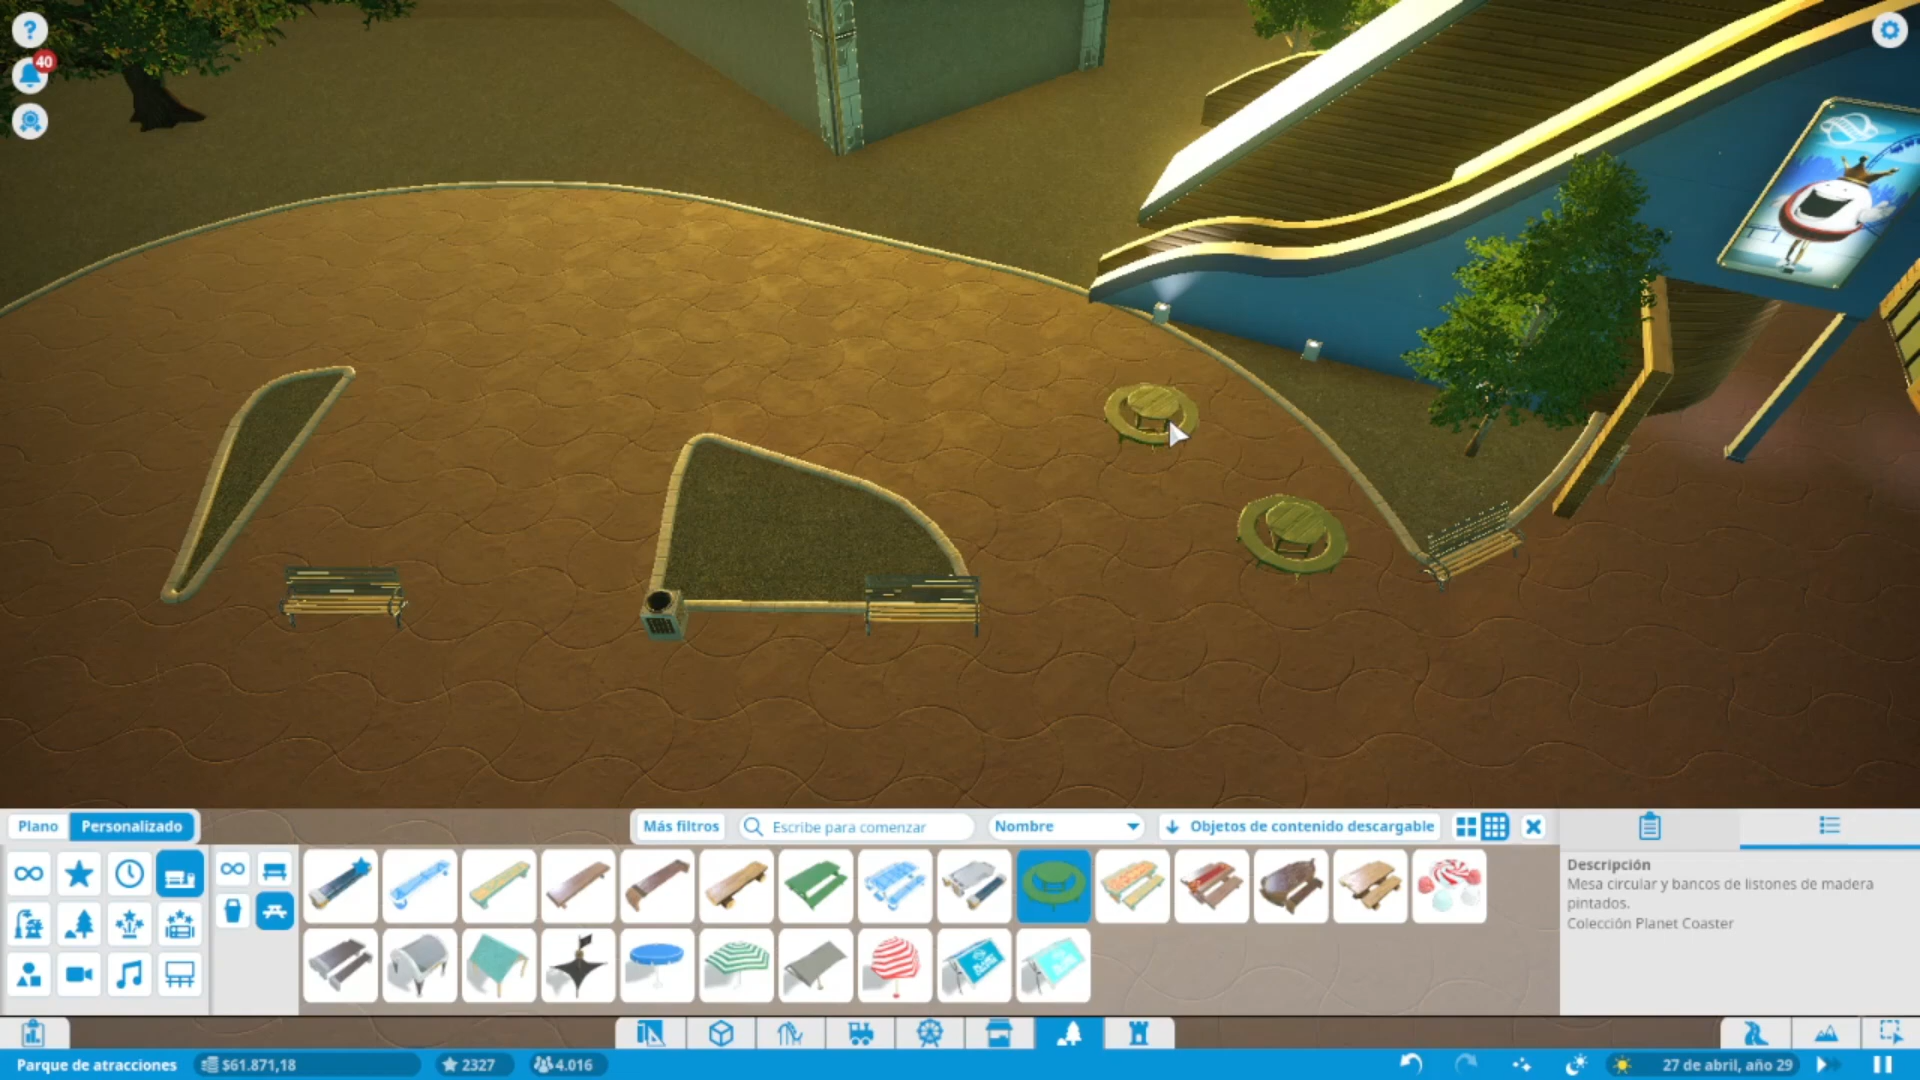 ?
40
Plano
Personalizado
Más filtros
Escribe para comenzar
Nombre
Objetos de contenido descargable
Descripción
Mesa circular y bancos de listones de madera
pintados.
Colección Planet Coaster
Parque de atracciones
$61.871,18
2327
4.016
27 de abril, año 29